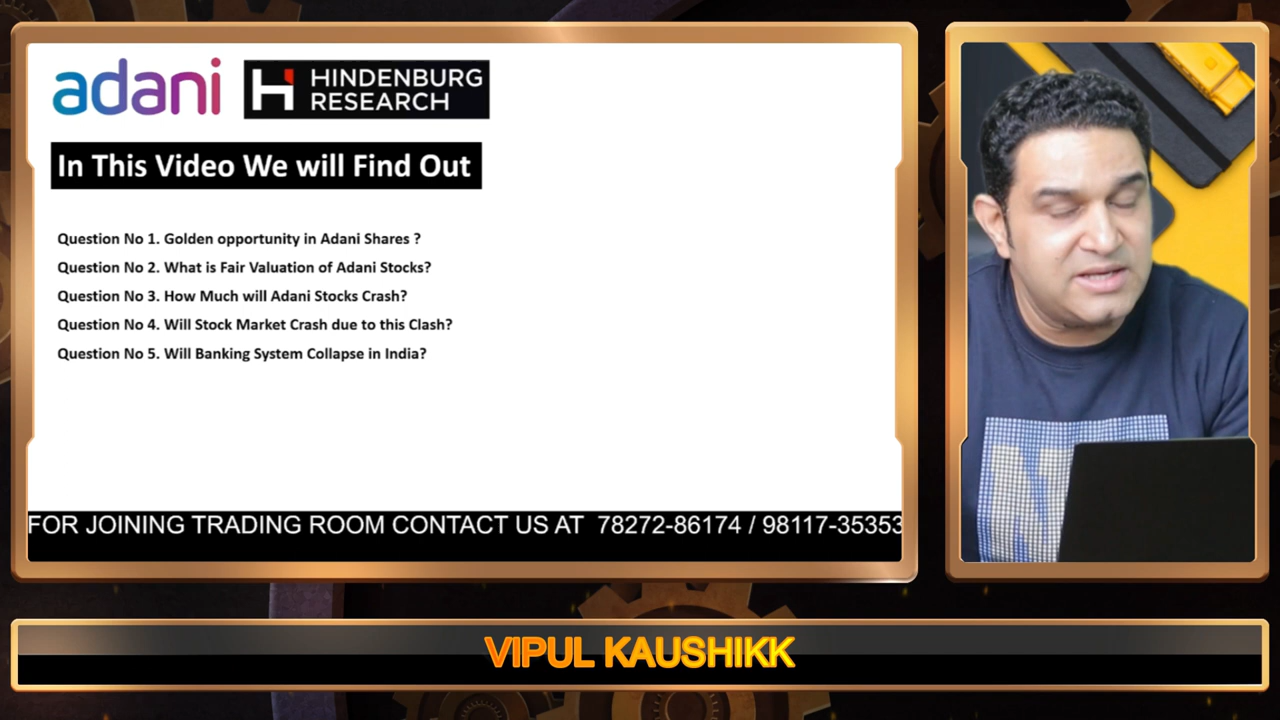 adani
HINDENBURG
RESEARCH
In This Video We will Find Out
Question No 1. Golden opportunity in Adani Shares ?
Question No 2. What is Fair Valuation of Adani Stocks?
Question No 3. How Much will Adani Stocks Crash?
Question No 4. Will Stock Market Crash due to this Clash?
Question No 5. Will Banking System Collapse in India?
FOR JOINING TRADING ROOM CONTACT US AT 78272-86174 / 98117-35353
VIPUL KAUSHIKK